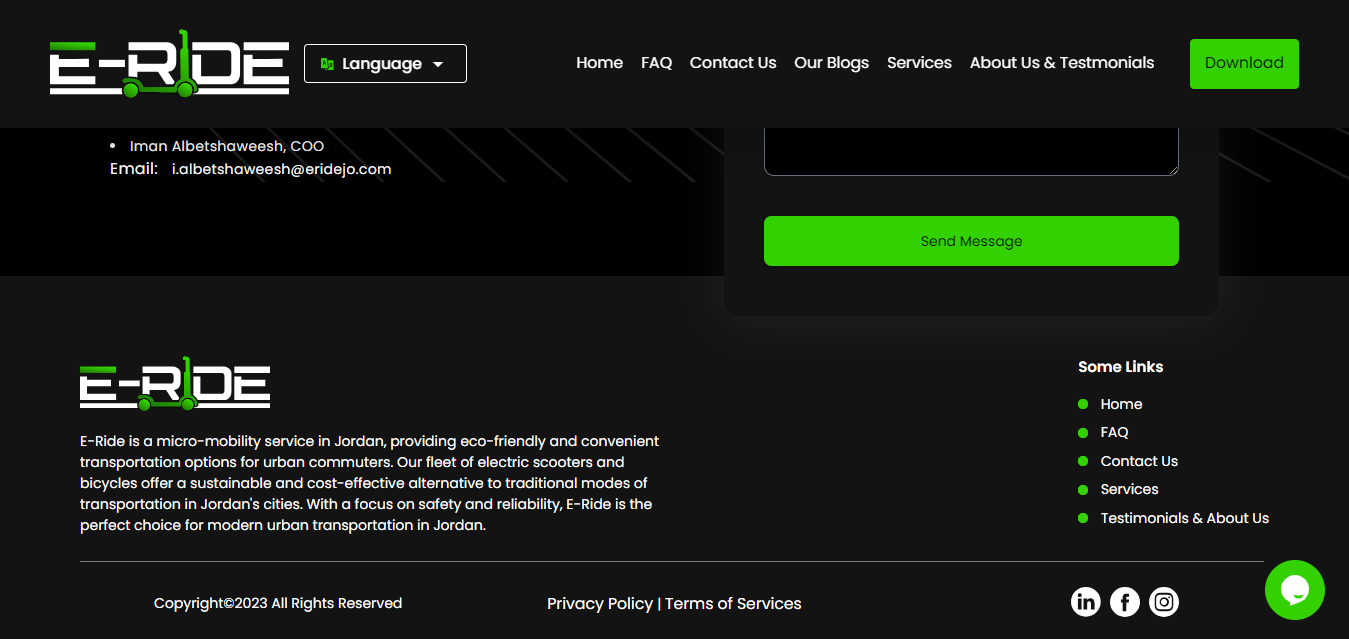 E-RIDE
Language
Home FAQ Contact Us Our Blogs Services About Us & Testmonials
Download
• Iman Albetshaweesh, COO
Email: i.albetshaweesh@eridejo.com
Send Message
E-RIDE
E-Ride is a micro-mobility service in Jordan, providing eco-friendly and convenient
transportation options for urban commuters. Our fleet of electric scooters and
bicycles offer a sustainable and cost-effective alternative to traditional modes of
transportation in Jordan's cities. With a focus on safety and reliability, E-Ride is the
perfect choice for modern urban transportation in Jordan.
Some Links
Home
FAQ
Contact Us
Services
Testimonials & About Us
Copyright©2023 All Rights Reserved
Privacy Policy | Terms of Services